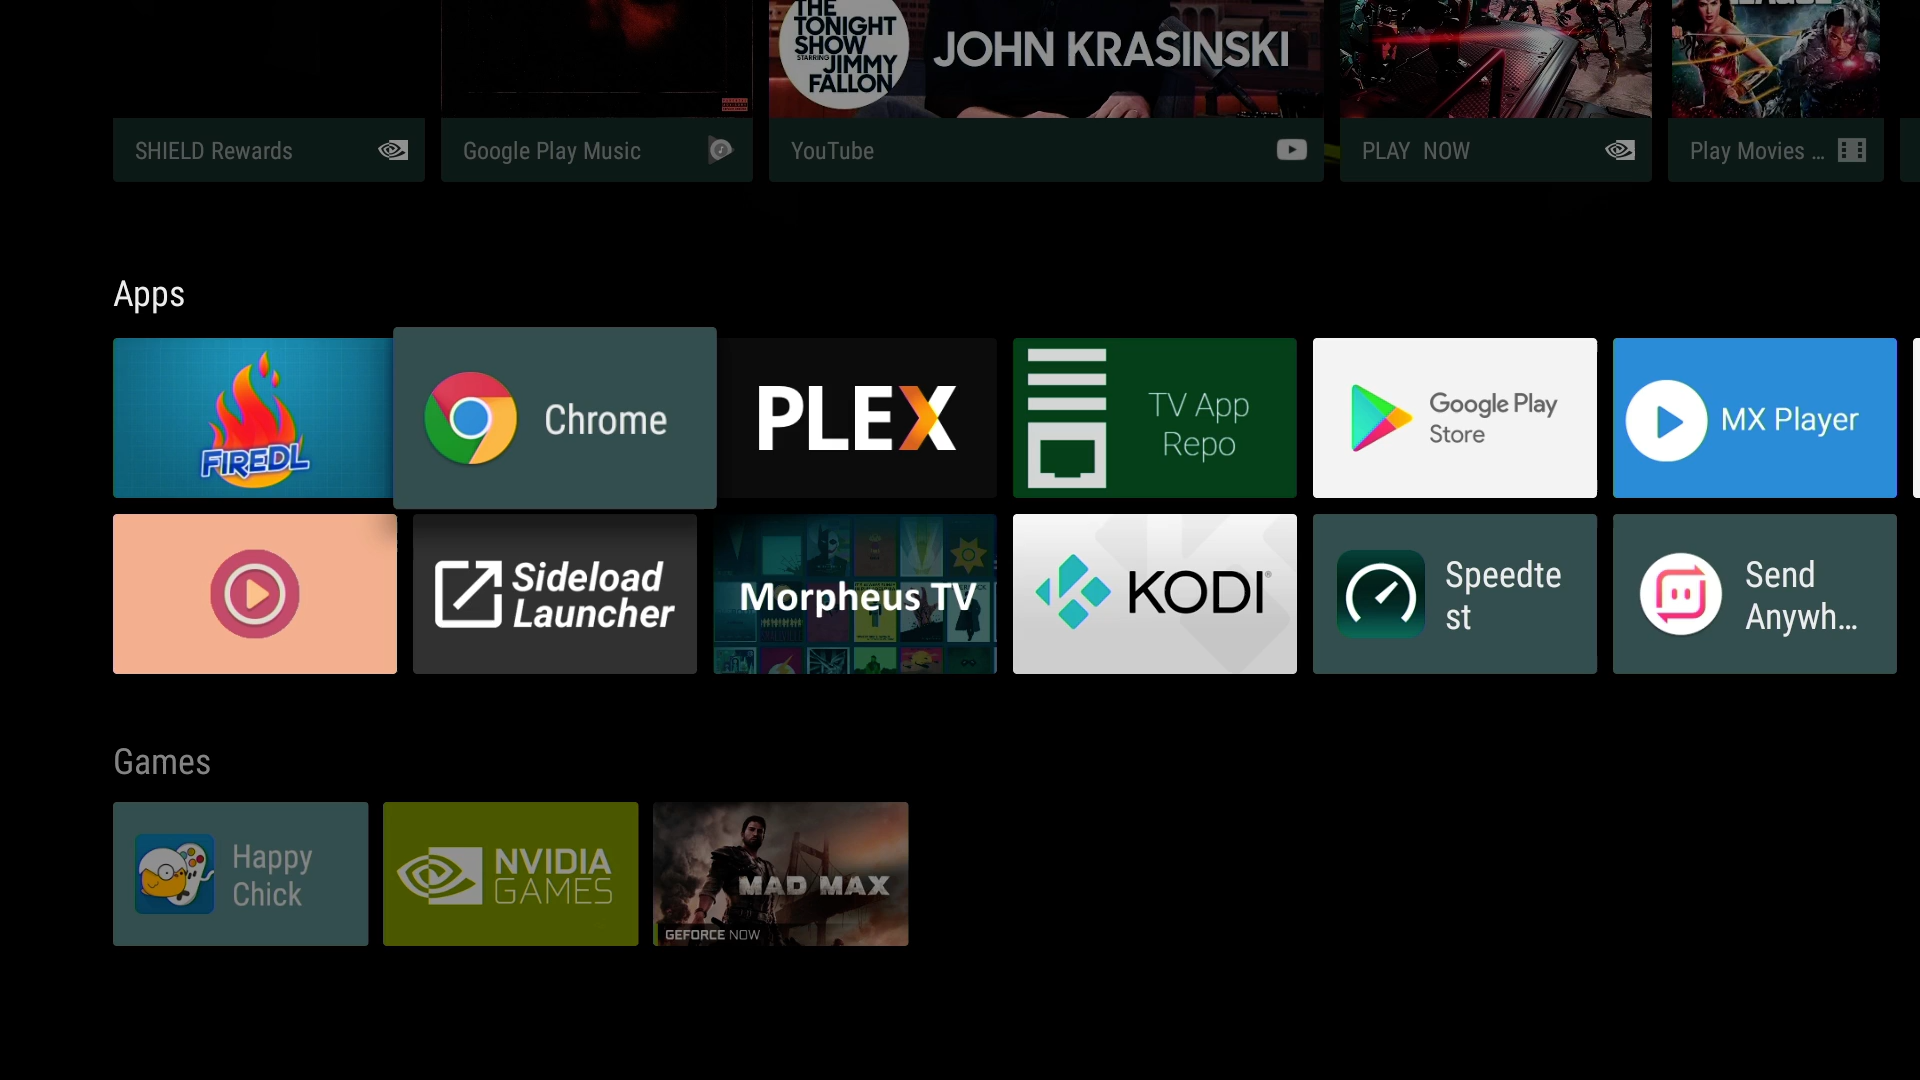 THE
TONIGHT
SHOW
STARRING
JIMMY
FALLON
JOHN KRASINSKI
SHIELD Rewards
Google Play Music
YouTube
PLAY NOW
Play Movies ...
Apps
FIREDL
Chrome
PLEX
TV App
Repo
Google Play
Store
MX Player
Sideload
Launcher
Morpheus TV
KODI®
Speedte
st
Send
Anywh...
Games
Happy
Chick
NVIDIA
GAMES
MAD MAX
GEFORCE NOW